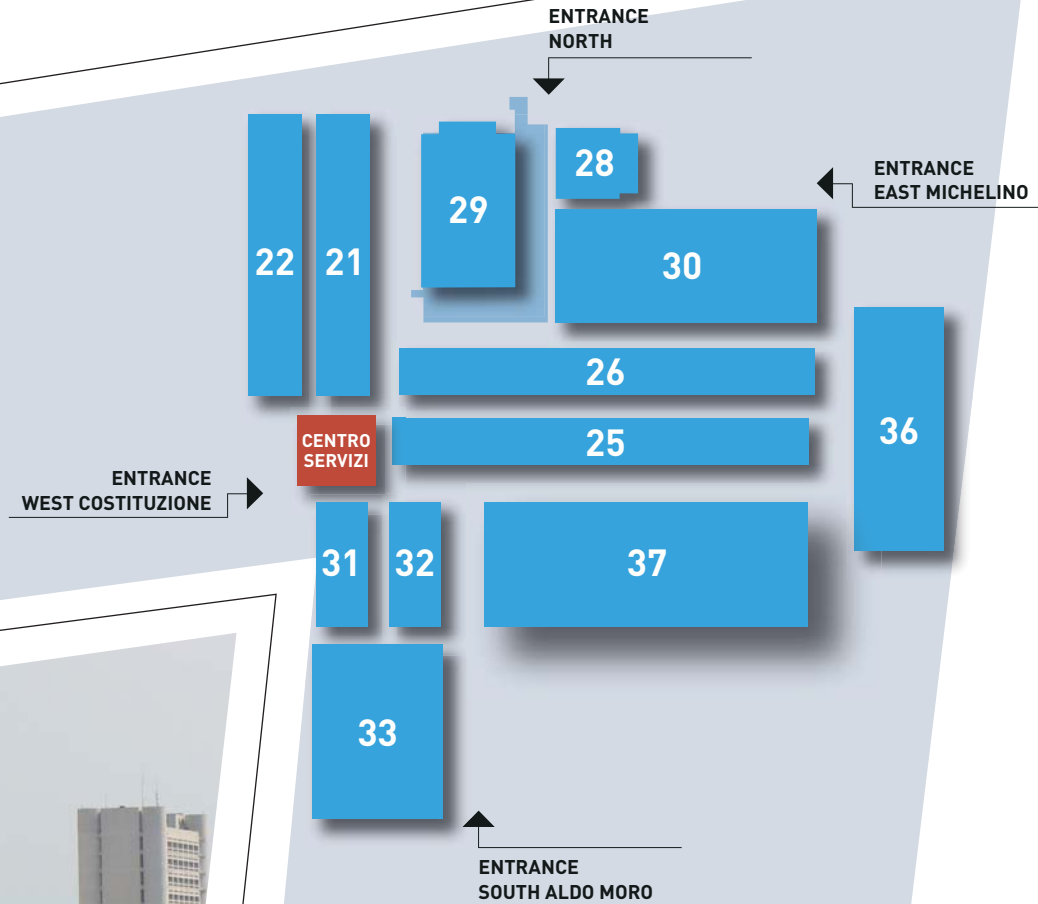 ENTRANCE
NORTH
28
ENTRANCE
EAST MICHELINO
29
22
21
30
26
36
25
CENTRO
SERVIZI
ENTRANCE
WEST COSTITUZIONE
31
32
37
33
ENTRANCE
SOUTH ALDO MORO